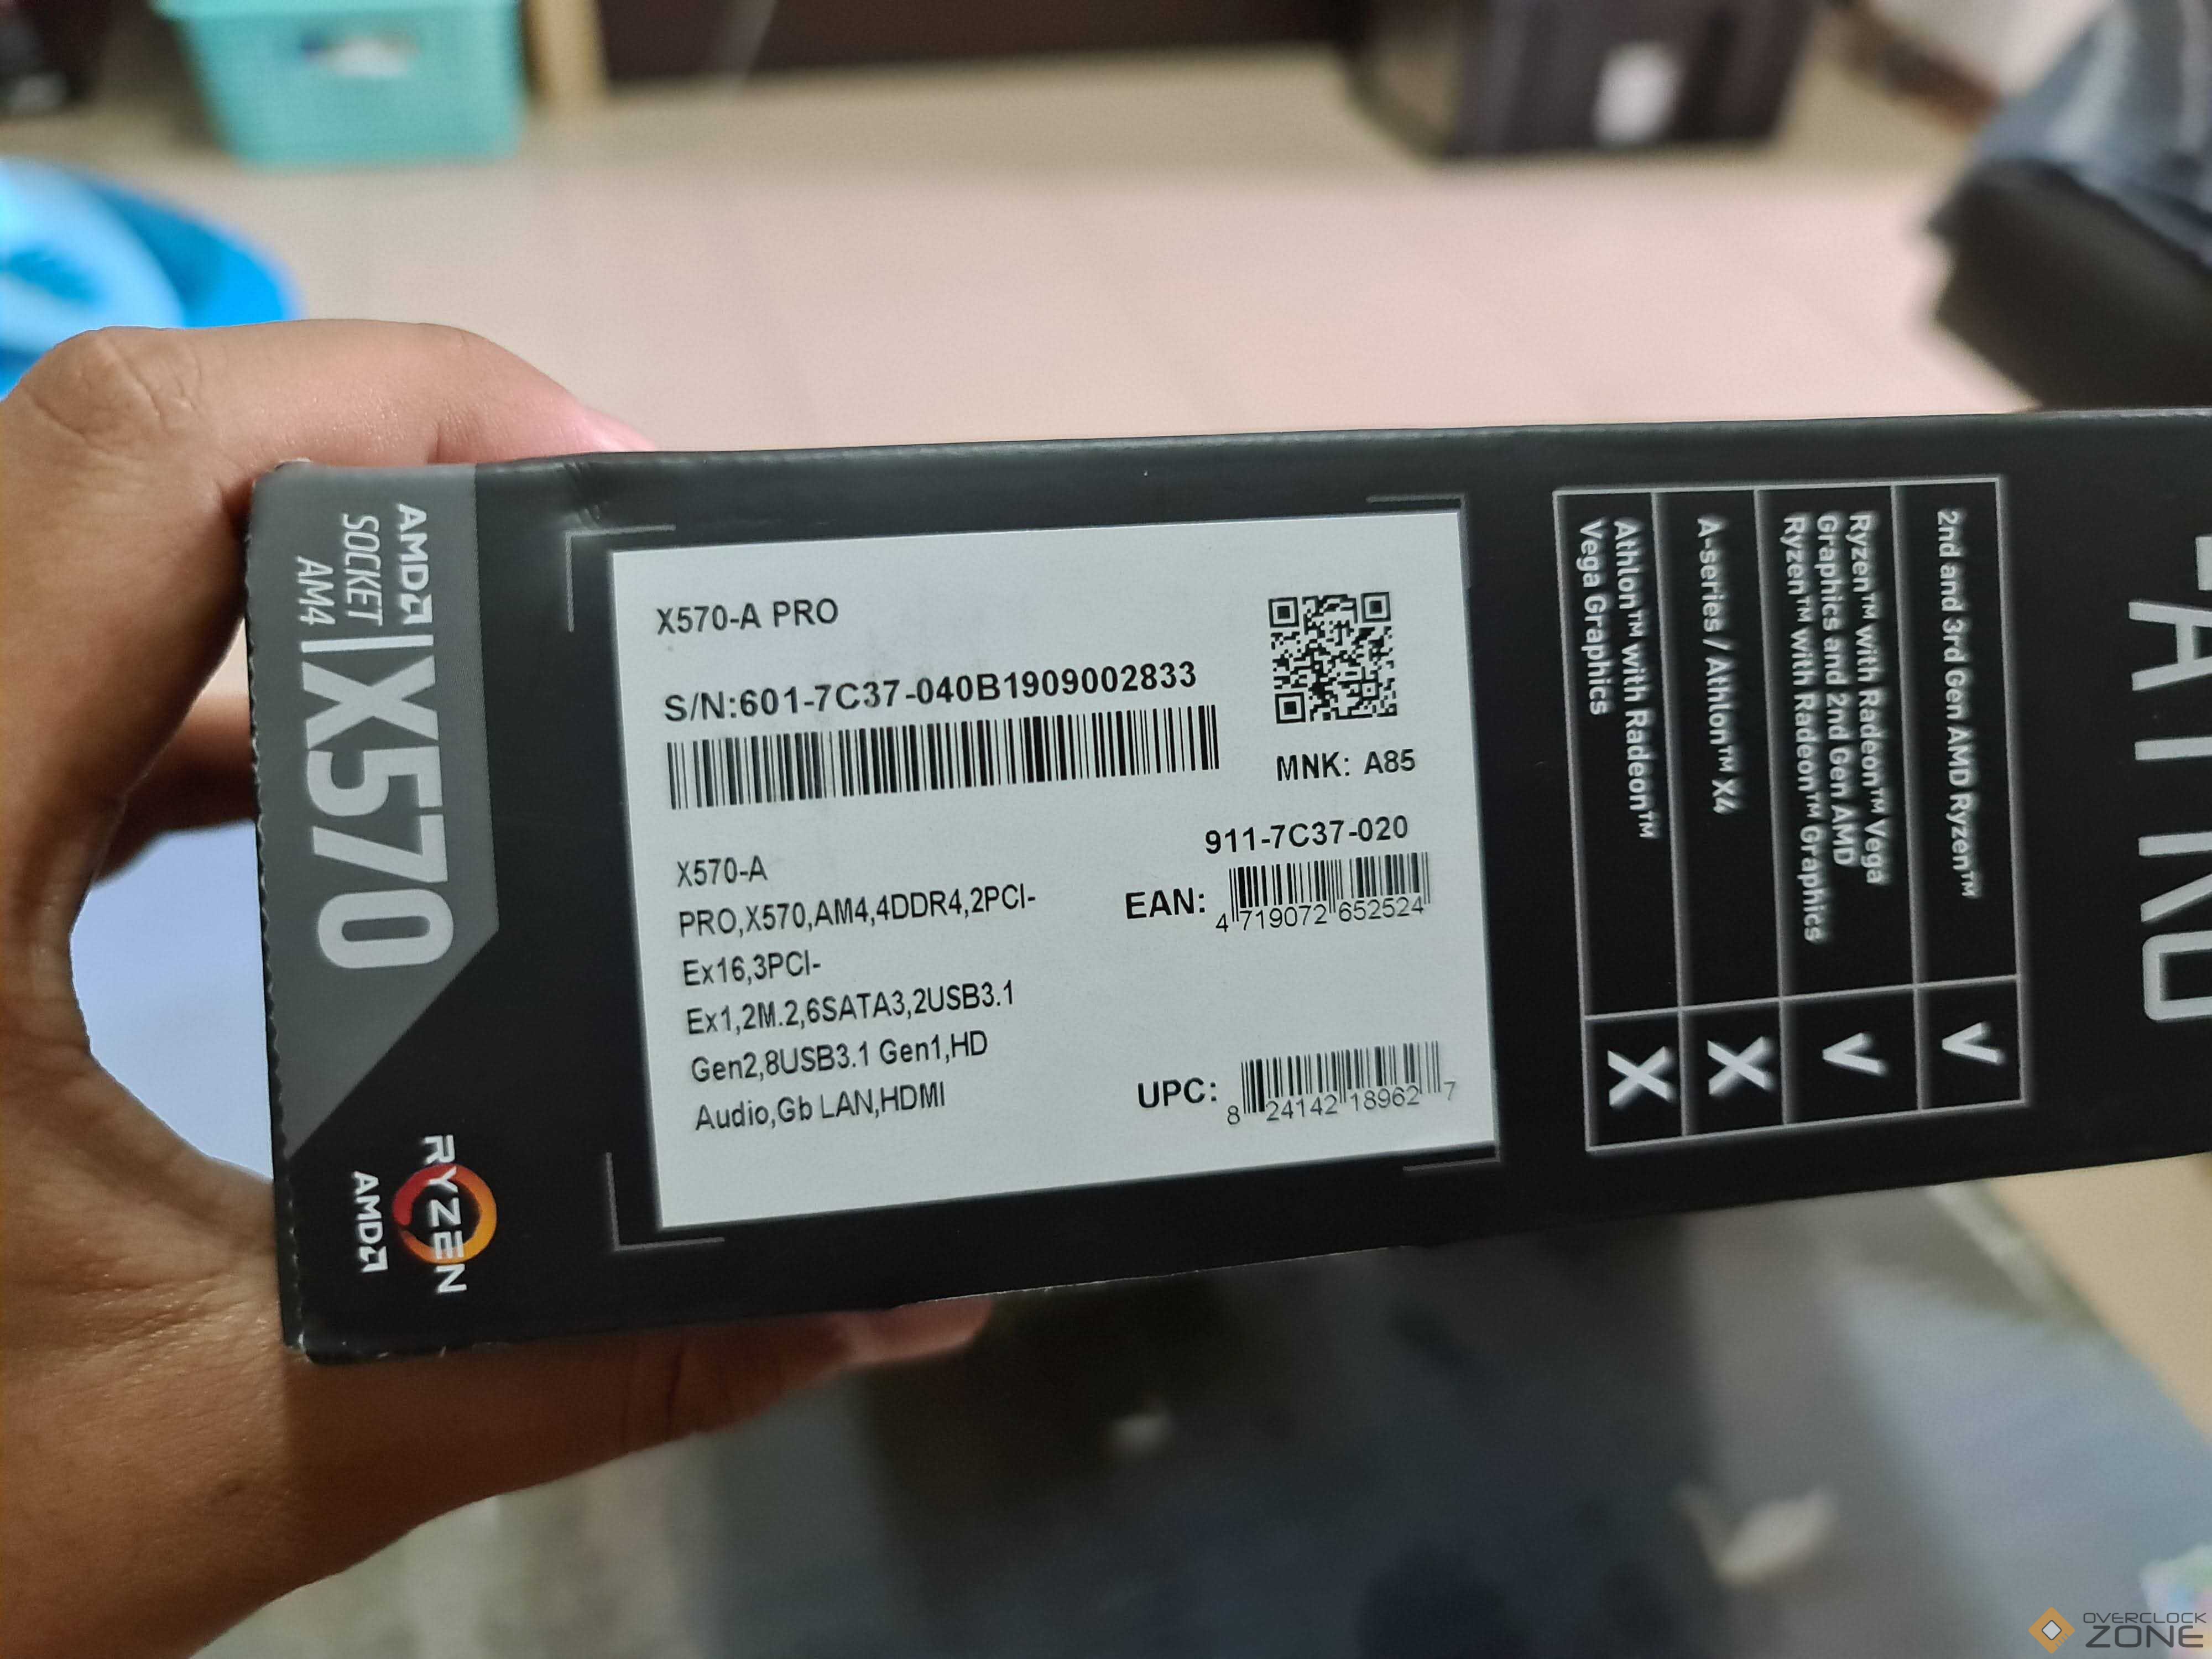 X570-A PRO
S/N:601-7C37-040B1909002833
MNK: A85
X570-A
PRO,X570,AM4,4DDR4,2PCI-
Ex16,3PCI-
Ex1,2M.2,6SATA3,2USB3.1
Gen2,8USB3.1 Gen1,HD
Audio,Gb LAN,HDMI
911-7C37-020
EAN:
4 719072 652524
UPC:
8 24142 18962 7
AMD
SOCKET
AM4
X570
RYZEN
AMD
2nd and 3rd Gen AMD Ryzen™ V
Ryzen™ with Radeon™ Vega
Graphics and 2nd Gen AMD
Ryzen™ with Radeon™ Graphics V
A-series / Athlon™ X4 X
Athlon™ with Radeon™
Vega Graphics X
OVERCLOCK
ZONE